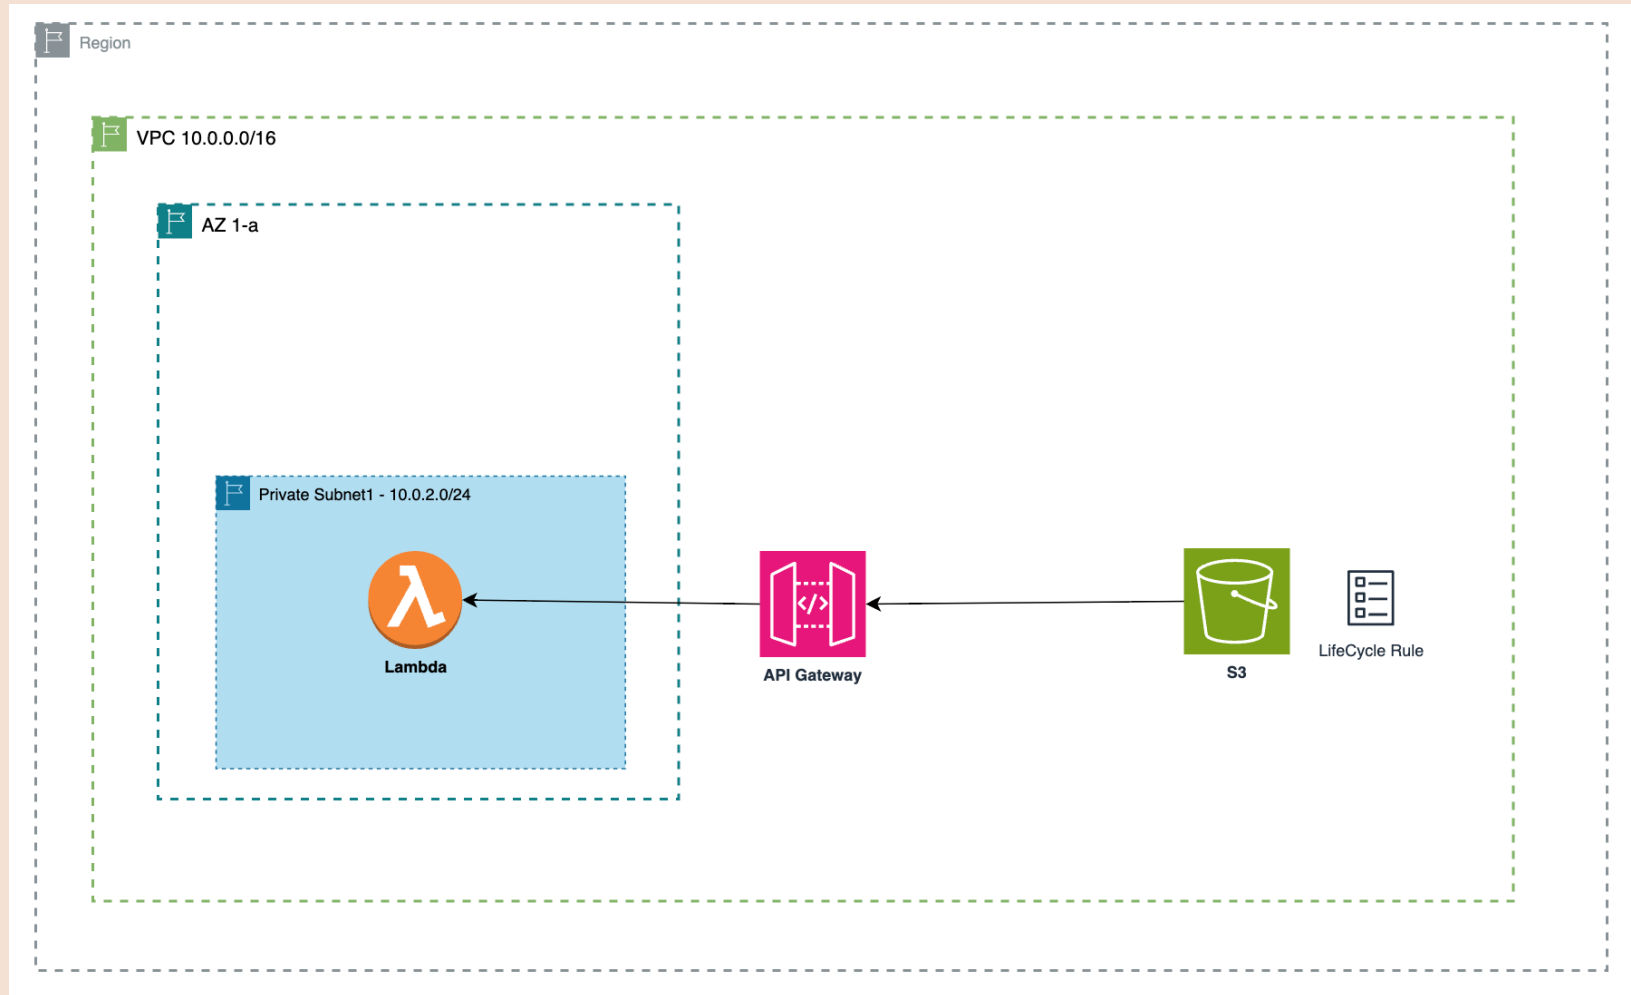 Region
VPC 10.0.0.0/16
AZ 1-a
Private Subnet1 - 10.0.2.0/24
Lambda
</>
API Gateway
S3
LifeCycle Rule